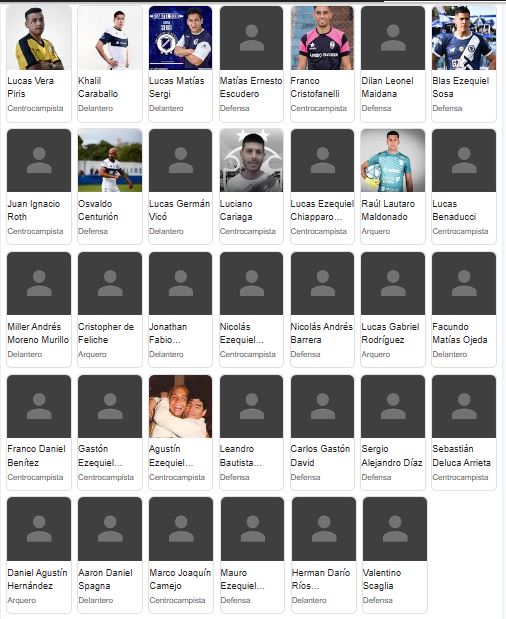 Lucas Vera
Piris
Centrocampista
Khalil
Caraballo
Delantero
Lucas Matías
Sergi
Delantero
Matías Ernesto
Escudero
Defensa
Franco
Cristofanelli
Centrocampista
Dilan Leonel
Maidana
Defensa
Blas Ezequiel
Sosa
Defensa
Juan Ignacio
Roth
Centrocampista
Osvaldo
Centurión
Defensa
Lucas Germán
Vicó
Delantero
Luciano
Cariaga
Centrocampista
Lucas Ezequiel
Chiapparo...
Centrocampista
Raúl Lautaro
Maldonado
Arquero
Lucas
Benaducci
Centrocampista
Miller Andrés
Moreno Murillo
Delantero
Cristopher de
Feliche
Arquero
Jonathan
Fabio...
Delantero
Nicolás
Ezequiel...
Centrocampista
Nicolás Andrés
Barrera
Defensa
Lucas Gabriel
Rodríguez
Arquero
Facundo
Matías Ojeda
Delantero
Franco Daniel
Benítez
Centrocampista
Gastón
Ezequiel...
Centrocampista
Agustín
Ezequiel...
Centrocampista
Leandro
Bautista...
Centrocampista
Carlos Gastón
David
Defensa
Sergio
Alejandro Díaz
Defensa
Sebastián
Deluca Arrieta
Centrocampista
Daniel Agustín
Hernández
Arquero
Aaron Daniel
Spagna
Delantero
Marco Joaquín
Camejo
Centrocampista
Mauro
Ezequiel...
Defensa
Herman Darío
Ríos...
Delantero
Valentino
Scaglia
Defensa